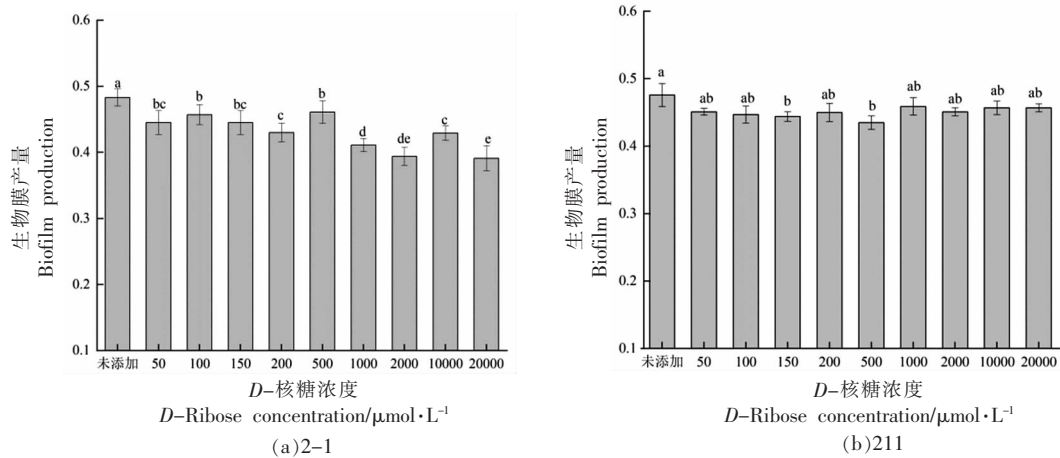 0.6
0.5
0.4
0.3
0.2
0.1
生物膜产量
Biofilm production
a
bc
b
bc
c
b
d
de
c
e
未添加 50 100 150 200 500 1000 2000 10000 20000
D-核糖浓度
D-Ribose concentration/μmol·L⁻¹
(a)2-1
0.6
0.5
0.4
0.3
0.2
0.1
生物膜产量
Biofilm production
a
ab
ab
b
ab
b
ab
ab
ab
ab
未添加 50 100 150 200 500 1000 2000 10000 20000
D-核糖浓度
D-Ribose concentration/μmol·L⁻¹
(b)211